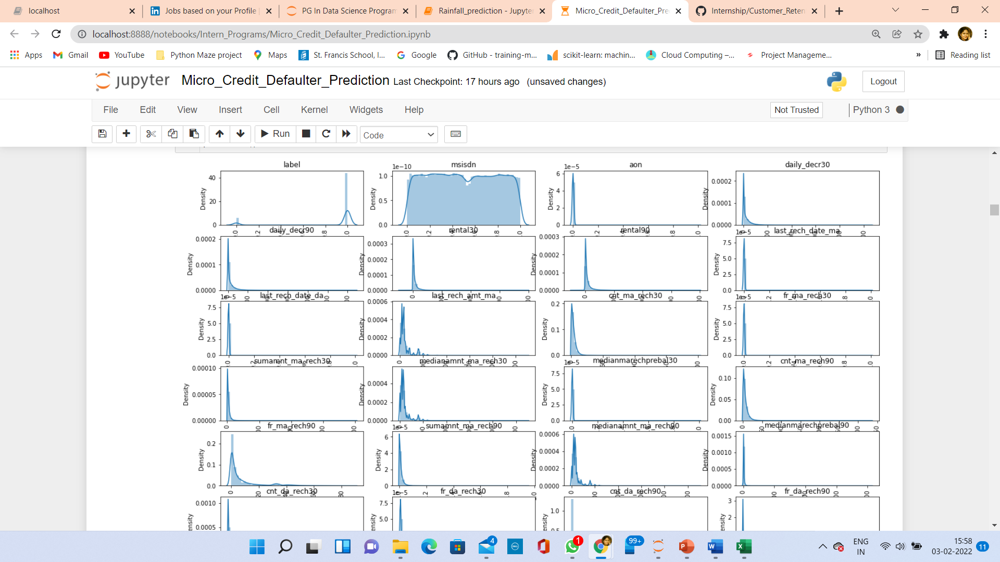 localhost
Jobs based on your Profile
PG In Data Science Program
Rainfall_prediction - Jupyter
Micro_Credit_Defaulter_Pre
Internship/Customer_Reten
localhost:8888/notebooks/Intern_Programs/Micro_Credit_Defaulter_Prediction.ipynb
Apps Gmail YouTube Python Maze project Maps St. Francis School, I... Google GitHub - training-m... scikit-learn: machin... Cloud Computing –... Project Manageme... » Reading list
jupyter Micro_Credit_Defaulter_Prediction Last Checkpoint: 17 hours ago (unsaved changes) Logout
File Edit View Insert Cell Kernel Widgets Help Not Trusted Python 3
Run Code
label msisdn aon daily_decr30
1e-10 1e-5
Density Density Density Density
40 20 0
1.0 0.5 0.0
6 4 2 0
0.0002 0.0001 0.0000
daily_decr90 rental30 rental90 last_rech_date_ma
1e-5
Density Density Density Density
0.0002 0.0001 0.0000
0.0003 0.0002 0.0001 0.0000
0.0003 0.0002 0.0001 0.0000
7.5 5.0 2.5 0.0
last_rech_date_da last_rech_amt_ma cnt_ma_rech30 fr_ma_rech30
1e-5 1e-5
Density Density Density Density
7.5 5.0 2.5 0.0
0.0006 0.0004 0.0002 0.0000
0.2 0.1 0.0
7.5 5.0 2.5 0.0
sumamnt_ma_rech30 medianamnt_ma_rech30 medianmarechprebal30 cnt_ma_rech90
1e-5
Density Density Density Density
0.00010 0.00005 0.00000
0.0004 0.0002 0.0000
7.5 5.0 2.5 0.0
0.10 0.05 0.00
fr_ma_rech90 sumamnt_ma_rech90 medianamnt_ma_rech90 medianmarechprebal90
1e-5
Density Density Density Density
0.2 0.1 0.0
6 4 2 0
0.0006 0.0004 0.0002 0.0000
0.0015 0.0010 0.0005 0.0000
0 20 40 60 80
cnt_da_rech30 fr_da_rech30 cnt_da_rech90 fr_da_rech90
1e-5
0.0010 0.0005
7.5 5.0
1.0
3 2
4 1 99+
ENG
IN
15:58
03-02-2022
11